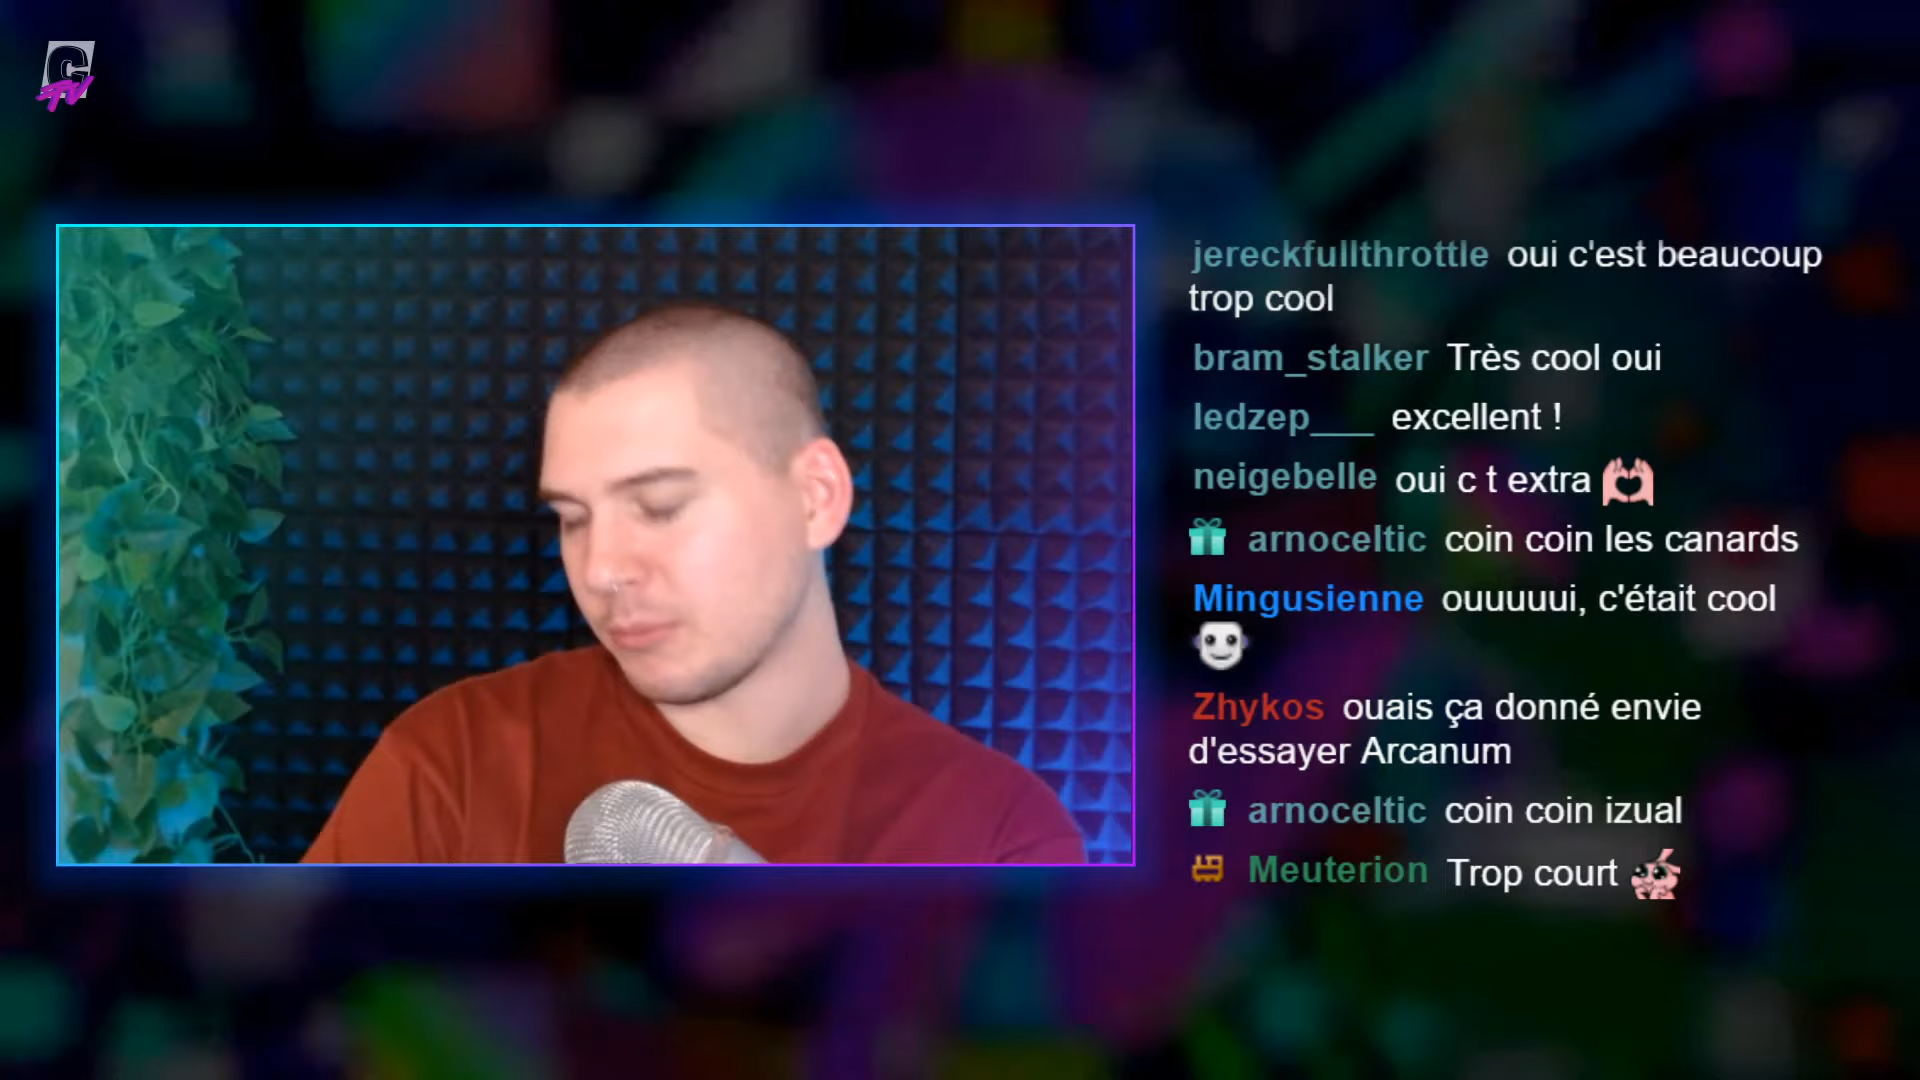 C
TV
jereckfullthrottle oui c'est beaucoup
trop cool
bram_stalker Très cool oui
ledzep___ excellent !
neigebelle oui c t extra
arnoceltic coin coin les canards
Mingusienne ouuuuui, c'était cool
Zhykos ouais ça donné envie
d'essayer Arcanum
arnoceltic coin coin izual
Meuterion Trop court